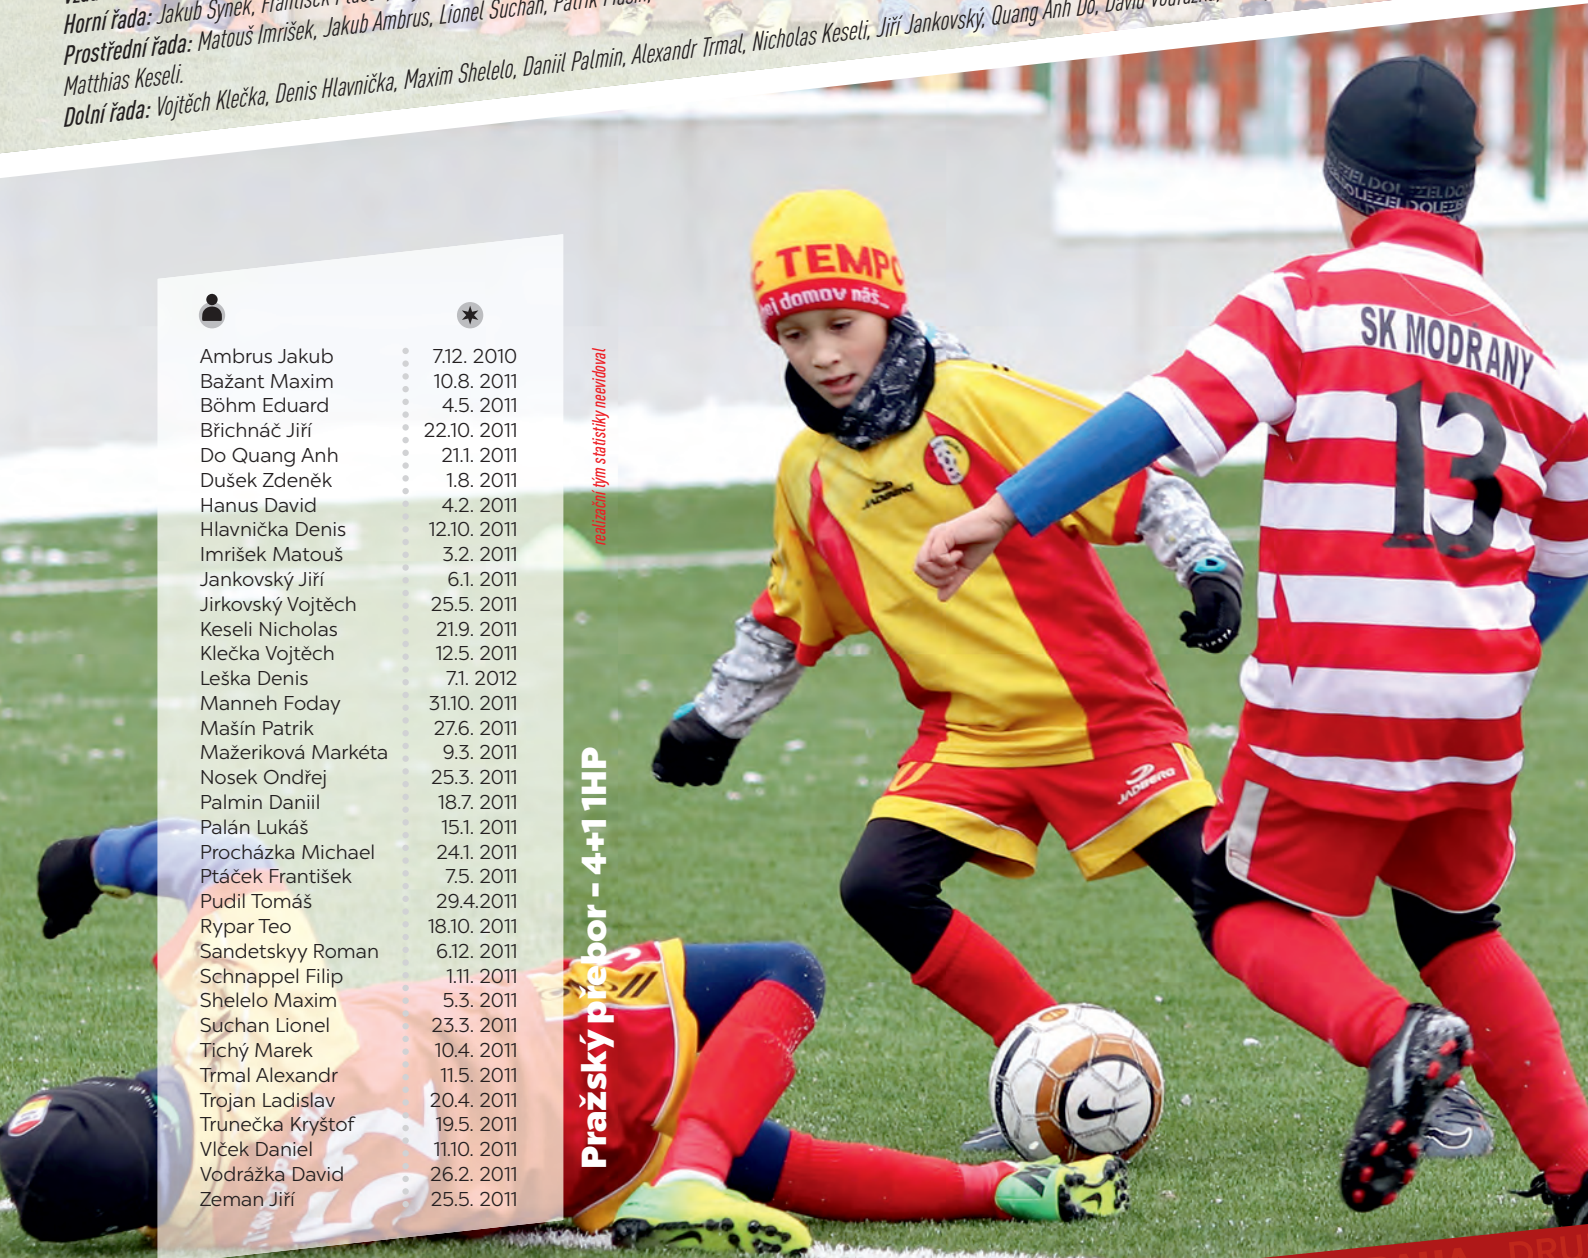 Horní řada: Jakub Synek, František
Prostřední řada: Matouš Imrišek, Jakub Ambrus, Lionel Suchan, Patrik Mašín, Quang Anh Do, David
Matthias Keseli.
Dolní řada: Vojtěch Klečka, Denis Hlavnička, Maxim Shelelo, Daniil Palmin, Alexandr Trmal, Nicholas Keseli, Jiří Jankovský,
Ambrus Jakub 7.12. 2010
Bažant Maxim 10.8. 2011
Böhm Eduard 4.5. 2011
Břichnáč Jiří 22.10. 2011
Do Quang Anh 21.1. 2011
Dušek Zdeněk 1.8. 2011
Hanus David 4.2. 2011
Hlavnička Denis 12.10. 2011
Imrišek Matouš 3.2. 2011
Jankovský Jiří 6.1. 2011
Jirkovský Vojtěch 25.5. 2011
Keseli Nicholas 21.9. 2011
Klečka Vojtěch 12.5. 2011
Leška Denis 7.1. 2012
Manneh Foday 31.10. 2011
Mašín Patrik 27.6. 2011
Mažeriková Markéta 9.3. 2011
Nosek Ondřej 25.3. 2011
Palmin Daniil 18.7. 2011
Palán Lukáš 15.1. 2011
Procházka Michael 24.1. 2011
Ptáček František 7.5. 2011
Pudil Tomáš 29.4.2011
Rypar Teo 18.10. 2011
Sandetskyy Roman 6.12. 2011
Schnappel Filip 1.11. 2011
Shelelo Maxim 5.3. 2011
Suchan Lionel 23.3. 2011
Tichý Marek 10.4. 2011
Trmal Alexandr 11.5. 2011
Trojan Ladislav 20.4. 2011
Trunečka Kryštof 19.5. 2011
Vlček Daniel 11.10. 2011
Vodrážka David 26.2. 2011
Zeman Jiří 25.5. 2011
realizační tým statistiky neevidoval
Pražský přebor - 4+1 1HP
C TEMPO
ej domov náš...
JADBERG
JADBERG
DOLEZEL
SK MODŘANY
13
DRU